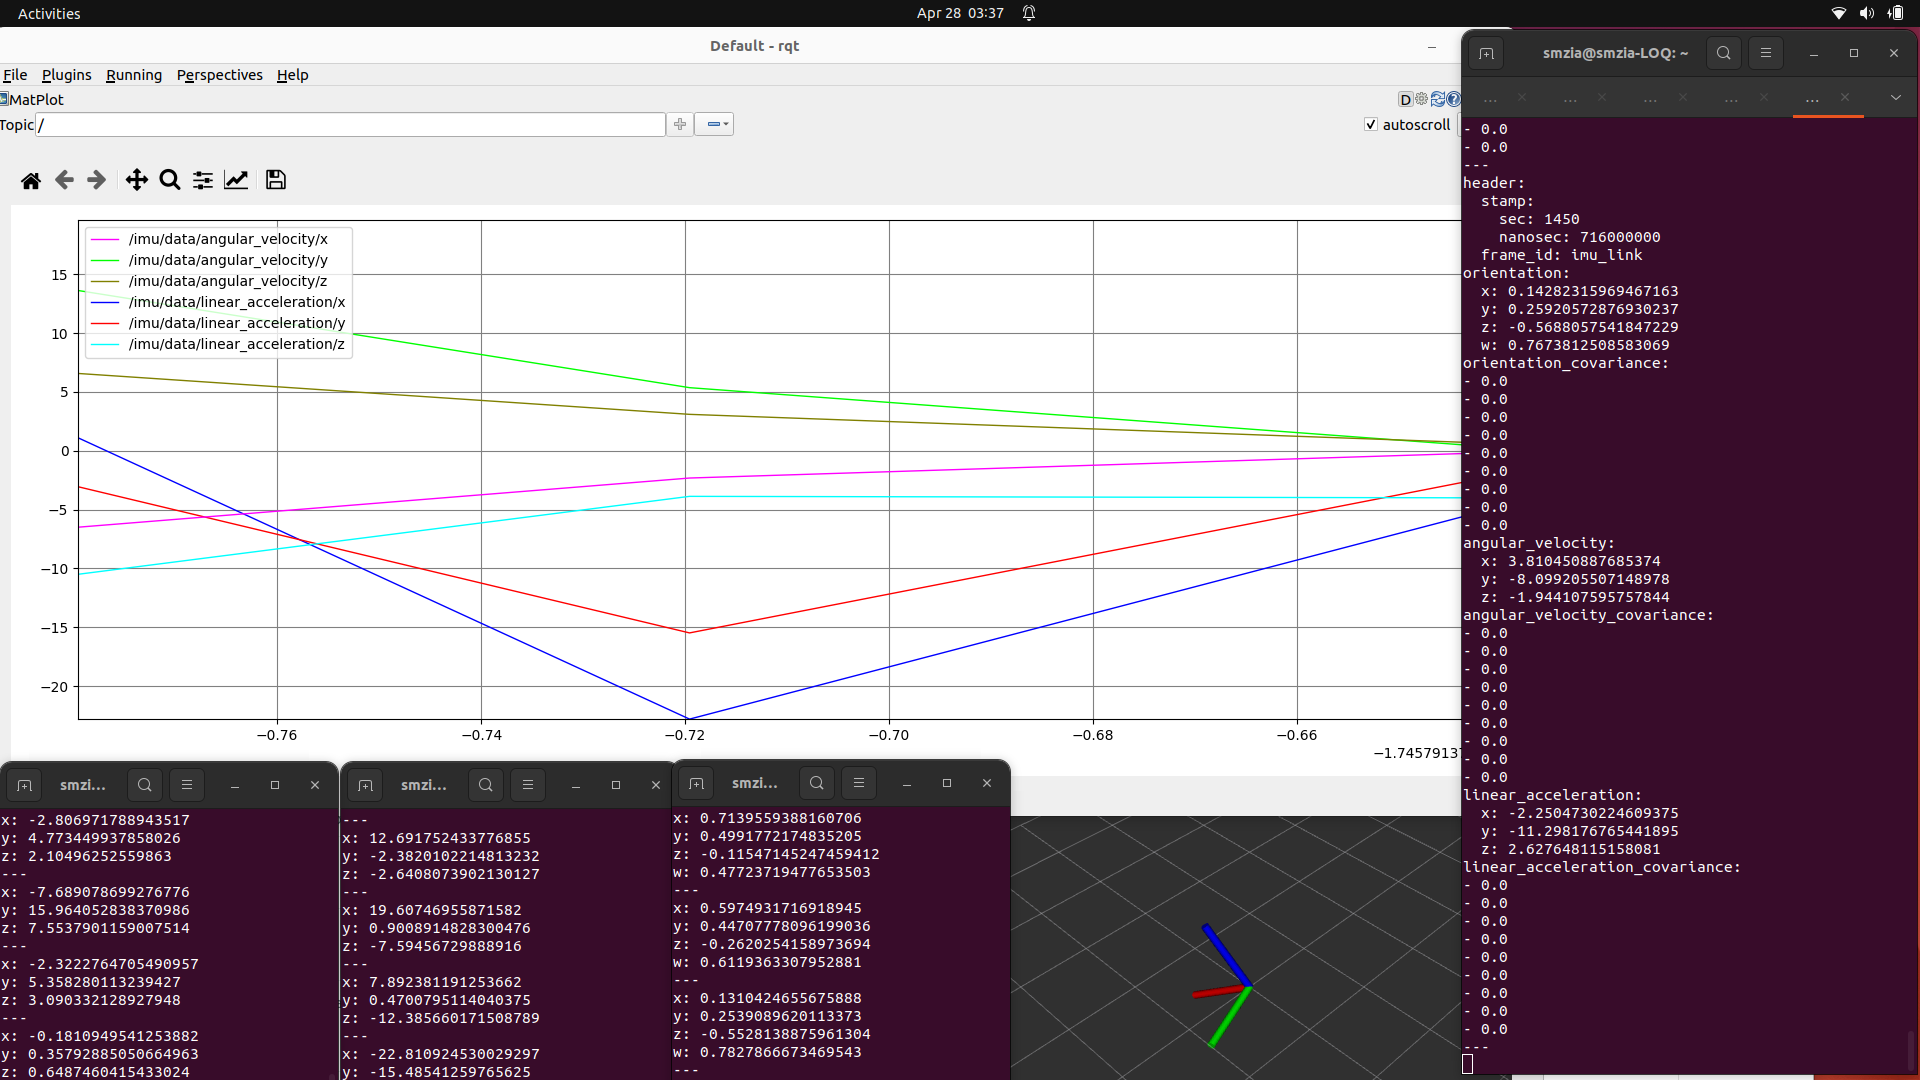 Activities
Apr 28 03:37
Default - rqt
File Plugins Running Perspectives Help
MatPlot
D
Topic /
autoscroll
/imu/data/angular_velocity/x
/imu/data/angular_velocity/y
/imu/data/angular_velocity/z
/imu/data/linear_acceleration/x
/imu/data/linear_acceleration/y
/imu/data/linear_acceleration/z
15
10
5
0
−5
−10
−15
−20
−0.76 −0.74 −0.72 −0.70 −0.68 −0.66
−1.7457913
smzi...
x: -2.806971788943517
y: 4.773449937858026
z: 2.10496252559863
---
x: -7.689078699276776
y: 15.964052838370986
z: 7.5537901159007514
---
x: -2.3222764705490957
y: 5.358280113239427
z: 3.090332128927948
---
x: -0.1810949541253882
y: 0.35792885050664963
z: 0.6487460415433024
smzi...
---
x: 12.691752433776855
y: -2.3820102214813232
z: -2.6408073902130127
---
x: 19.60746955871582
y: 0.9008914828300476
z: -7.59456729888916
---
x: 7.8923811912536​62
y: 0.4700795114040375
z: -12.385660171508789
---
x: -22.810924530029297
y: -15.48541259765625
smzi...
x: 0.7139559388160706
y: 0.4991772174835205
z: -0.11547145247459412
w: 0.47723719477653503
---
x: 0.5974931716918945
y: 0.44707778096199036
z: -0.2620254158973694
w: 0.6119363307952881
---
x: 0.1310424655675888
y: 0.2539089620113373
z: -0.5528138875961304
w: 0.7827866673469543
---
smzia@smzia-LOQ: ~
... ... ... ... ...
- 0.0
- 0.0
---
header:
stamp:
sec: 1450
nanosec: 716000000
frame_id: imu_link
orientation:
x: 0.14282315969467163
y: 0.25920572876930237
z: -0.5688057541847229
w: 0.7673812508583069
orientation_covariance:
- 0.0
- 0.0
- 0.0
- 0.0
- 0.0
- 0.0
- 0.0
- 0.0
- 0.0
angular_velocity:
x: 3.810450887685374
y: -8.099205507148978
z: -1.944107595757844
angular_velocity_covariance:
- 0.0
- 0.0
- 0.0
- 0.0
- 0.0
- 0.0
- 0.0
- 0.0
- 0.0
linear_acceleration:
x: -2.2504730224609375
y: -11.298176765441895
z: 2.627648115158081
linear_acceleration_covariance:
- 0.0
- 0.0
- 0.0
- 0.0
- 0.0
- 0.0
- 0.0
- 0.0
- 0.0
---